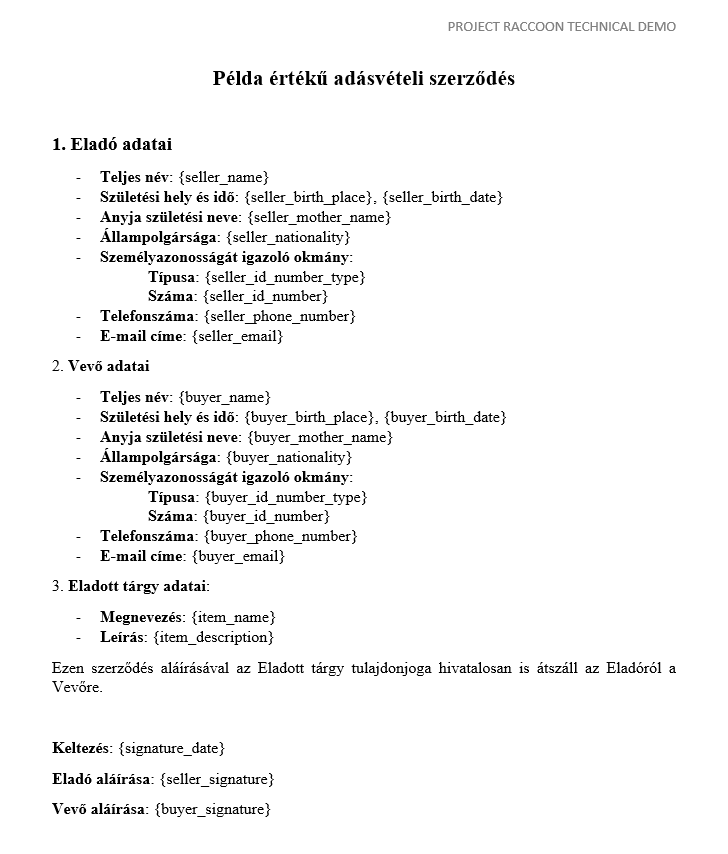 PROJECT RACCOON TECHNICAL DEMO
Példa értékű adásvételi szerződés
1. Eladó adatai
- Teljes név: {seller_name}
- Születési hely és idő: {seller_birth_place}, {seller_birth_date}
- Anyja születési neve: {seller_mother_name}
- Állampolgársága: {seller_nationality}
- Személyazonosságát igazoló okmány:
Típusa: {seller_id_number_type}
Száma: {seller_id_number}
- Telefonszáma: {seller_phone_number}
- E-mail címe: {seller_email}
2. Vevő adatai
- Teljes név: {buyer_name}
- Születési hely és idő: {buyer_birth_place}, {buyer_birth_date}
- Anyja születési neve: {buyer_mother_name}
- Állampolgársága: {buyer_nationality}
- Személyazonosságát igazoló okmány:
Típusa: {buyer_id_number_type}
Száma: {buyer_id_number}
- Telefonszáma: {buyer_phone_number}
- E-mail címe: {buyer_email}
3. Eladott tárgy adatai:
- Megnevezés: {item_name}
- Leírás: {item_description}
Ezen szerződés aláírásával az Eladott tárgy tulajdonjoga hivatalosan is átszáll az Eladóról a
Vevőre.
Keltezés: {signature_date}
Eladó aláírása: {seller_signature}
Vevő aláírása: {buyer_signature}